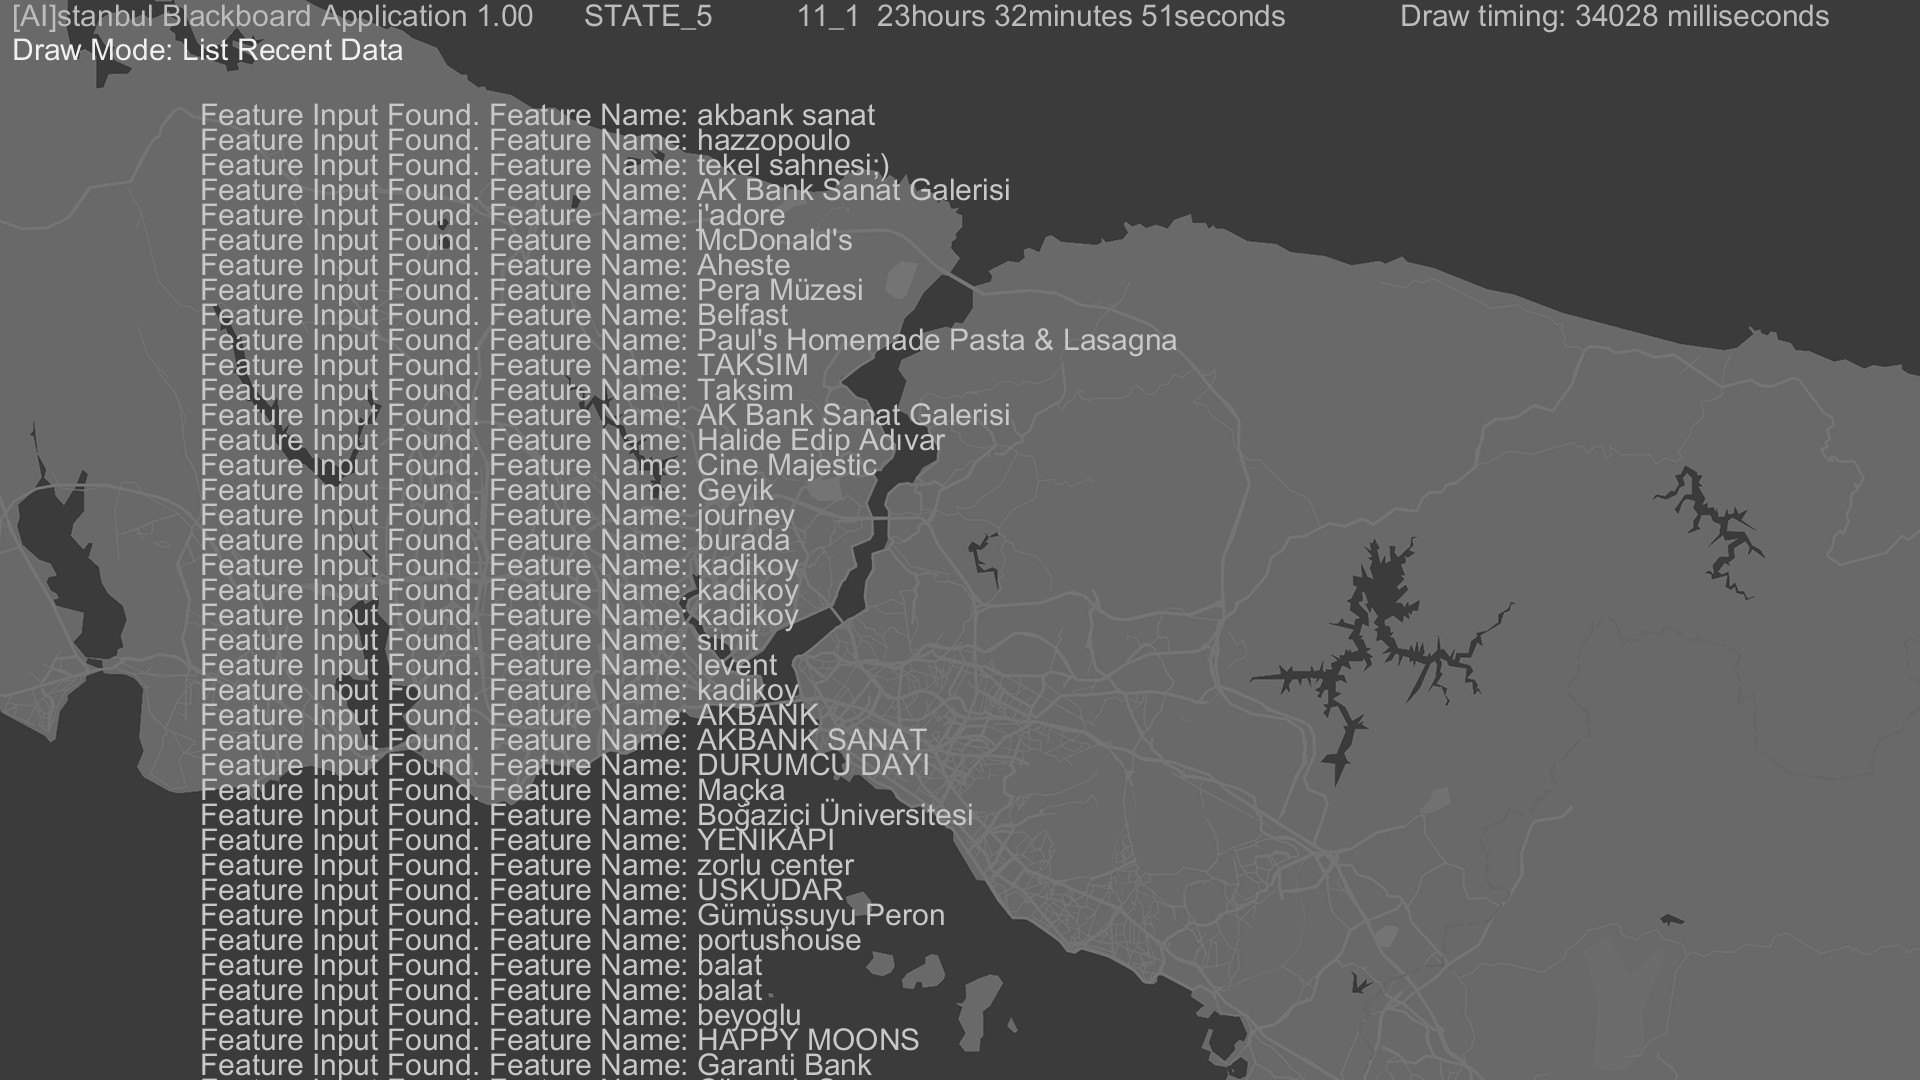 [AI]stanbul Blackboard Application 1.00 STATE_5 11_1 23hours 32minutes 51seconds Draw timing: 34028 milliseconds
Draw Mode: List Recent Data
Feature Input Found. Feature Name: akbank sanat
Feature Input Found. Feature Name: hazzopoulo
Feature Input Found. Feature Name: tekel sahnesi;)
Feature Input Found. Feature Name: AK Bank Sanat Galerisi
Feature Input Found. Feature Name: j'adore
Feature Input Found. Feature Name: McDonald's
Feature Input Found. Feature Name: Aheste
Feature Input Found. Feature Name: Pera Müzesi
Feature Input Found. Feature Name: Belfast
Feature Input Found. Feature Name: Paul's Homemade Pasta & Lasagna
Feature Input Found. Feature Name: TAKSIM
Feature Input Found. Feature Name: Taksim
Feature Input Found. Feature Name: AK Bank Sanat Galerisi
Feature Input Found. Feature Name: Halide Edip Adıvar
Feature Input Found. Feature Name: Cine Majestic
Feature Input Found. Feature Name: Geyik
Feature Input Found. Feature Name: journey
Feature Input Found. Feature Name: burada
Feature Input Found. Feature Name: kadikoy
Feature Input Found. Feature Name: kadikoy
Feature Input Found. Feature Name: kadikoy
Feature Input Found. Feature Name: simit
Feature Input Found. Feature Name: levent
Feature Input Found. Feature Name: kadikoy
Feature Input Found. Feature Name: AKBANK
Feature Input Found. Feature Name: AKBANK SANAT
Feature Input Found. Feature Name: DURUMCU DAYI
Feature Input Found. Feature Name: Maçka
Feature Input Found. Feature Name: Boğaziçi Üniversitesi
Feature Input Found. Feature Name: YENIKAPI
Feature Input Found. Feature Name: zorlu center
Feature Input Found. Feature Name: USKUDAR
Feature Input Found. Feature Name: Gümüşsuyu Peron
Feature Input Found. Feature Name: portushouse
Feature Input Found. Feature Name: balat
Feature Input Found. Feature Name: balat
Feature Input Found. Feature Name: beyoglu
Feature Input Found. Feature Name: HAPPY MOONS
Feature Input Found. Feature Name: Garanti Bank